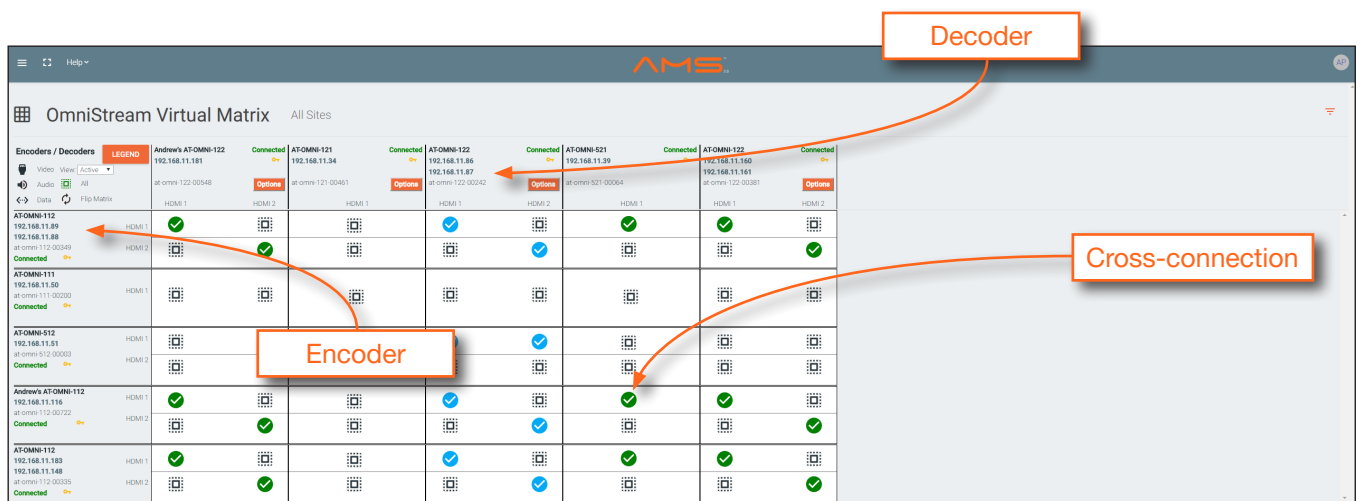 Decoder
Help
AMS
AP
OmniStream Virtual Matrix All Sites
Encoders / Decoders LEGEND
Video View: Active
Audio All
Data Flip Matrix
Andrew's AT-OMNI-122 Connected
192.168.11.181
at-omni-122-00548 Options
HDMI 1 HDMI 2
AT-OMNI-121 Connected
192.168.11.34
at-omni-121-00461 Options
HDMI 1
AT-OMNI-122 Connected
192.168.11.86
192.168.11.87
at-omni-122-00242 Options
HDMI 1 HDMI 2
AT-OMNI-521 Connected
192.168.11.39
at-omni-521-00064
HDMI 1
AT-OMNI-122 Connected
192.168.11.160
192.168.11.161
at-omni-122-00381 Options
HDMI 1 HDMI 2
AT-OMNI-112
192.168.11.89 HDMI 1
192.168.11.88
at-omni-112-00349 HDMI 2
Connected
Cross-connection
AT-OMNI-111
192.168.11.50 HDMI 1
at-omni-111-00200
Connected
AT-OMNI-512
192.168.11.51 HDMI 1
at-omni-512-00003 HDMI 2
Connected
Encoder
Andrew's AT-OMNI-112
192.168.11.116 HDMI 1
at-omni-112-00722 HDMI 2
Connected
AT-OMNI-112
192.168.11.183 HDMI 1
192.168.11.148
at-omni-112-00335 HDMI 2
Connected